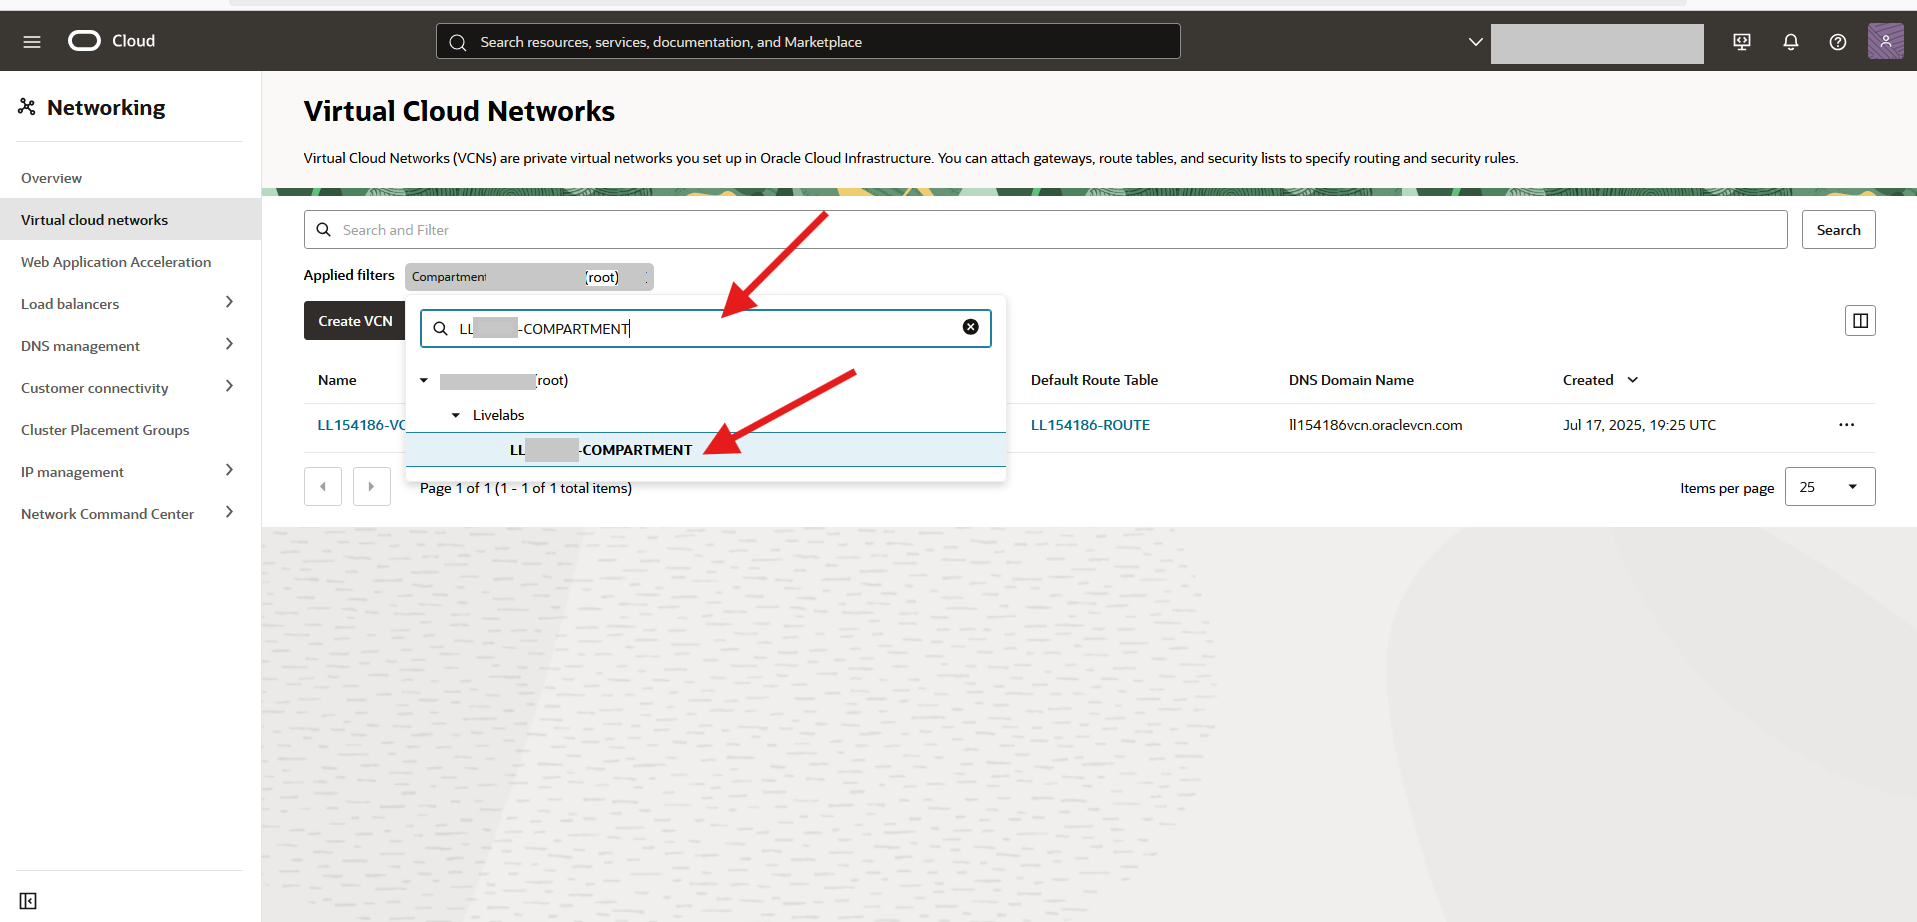 Cloud
Search resources, services, documentation, and Marketplace
Networking
Overview
Virtual cloud networks
Web Application Acceleration
Load balancers
DNS management
Customer connectivity
Cluster Placement Groups
IP management
Network Command Center
Virtual Cloud Networks
Virtual Cloud Networks (VCNs) are private virtual networks you set up in Oracle Cloud Infrastructure. You can attach gateways, route tables, and security lists to specify routing and security rules.
Search and Filter
Search
Applied filters
Compartment (root)
Create VCN
LL -COMPARTMENT
(root)
Livelabs
LL -COMPARTMENT
Name Default Route Table DNS Domain Name Created
LL154186-VC LL154186-ROUTE ll154186vcn.oraclevcn.com Jul 17, 2025, 19:25 UTC
Page 1 of 1 (1 - 1 of 1 total items)
Items per page 25